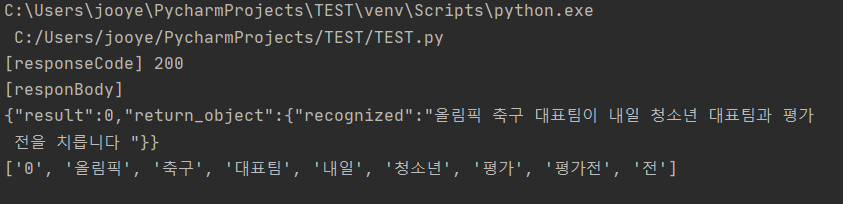 C:\Users\jooye\PycharmProjects\TEST\venv\Scripts\python.exe
C:/Users/jooye/PycharmProjects/TEST/TEST.py
[responseCode] 200
[responBody]
{"result":0,"return_object":{"recognized":"올림픽 축구 대표팀이 내일 청소년 대표팀과 평가
전을 치릅니다 "}}
['0', '올림픽', '축구', '대표팀', '내일', '청소년', '평가', '평가전', '전']